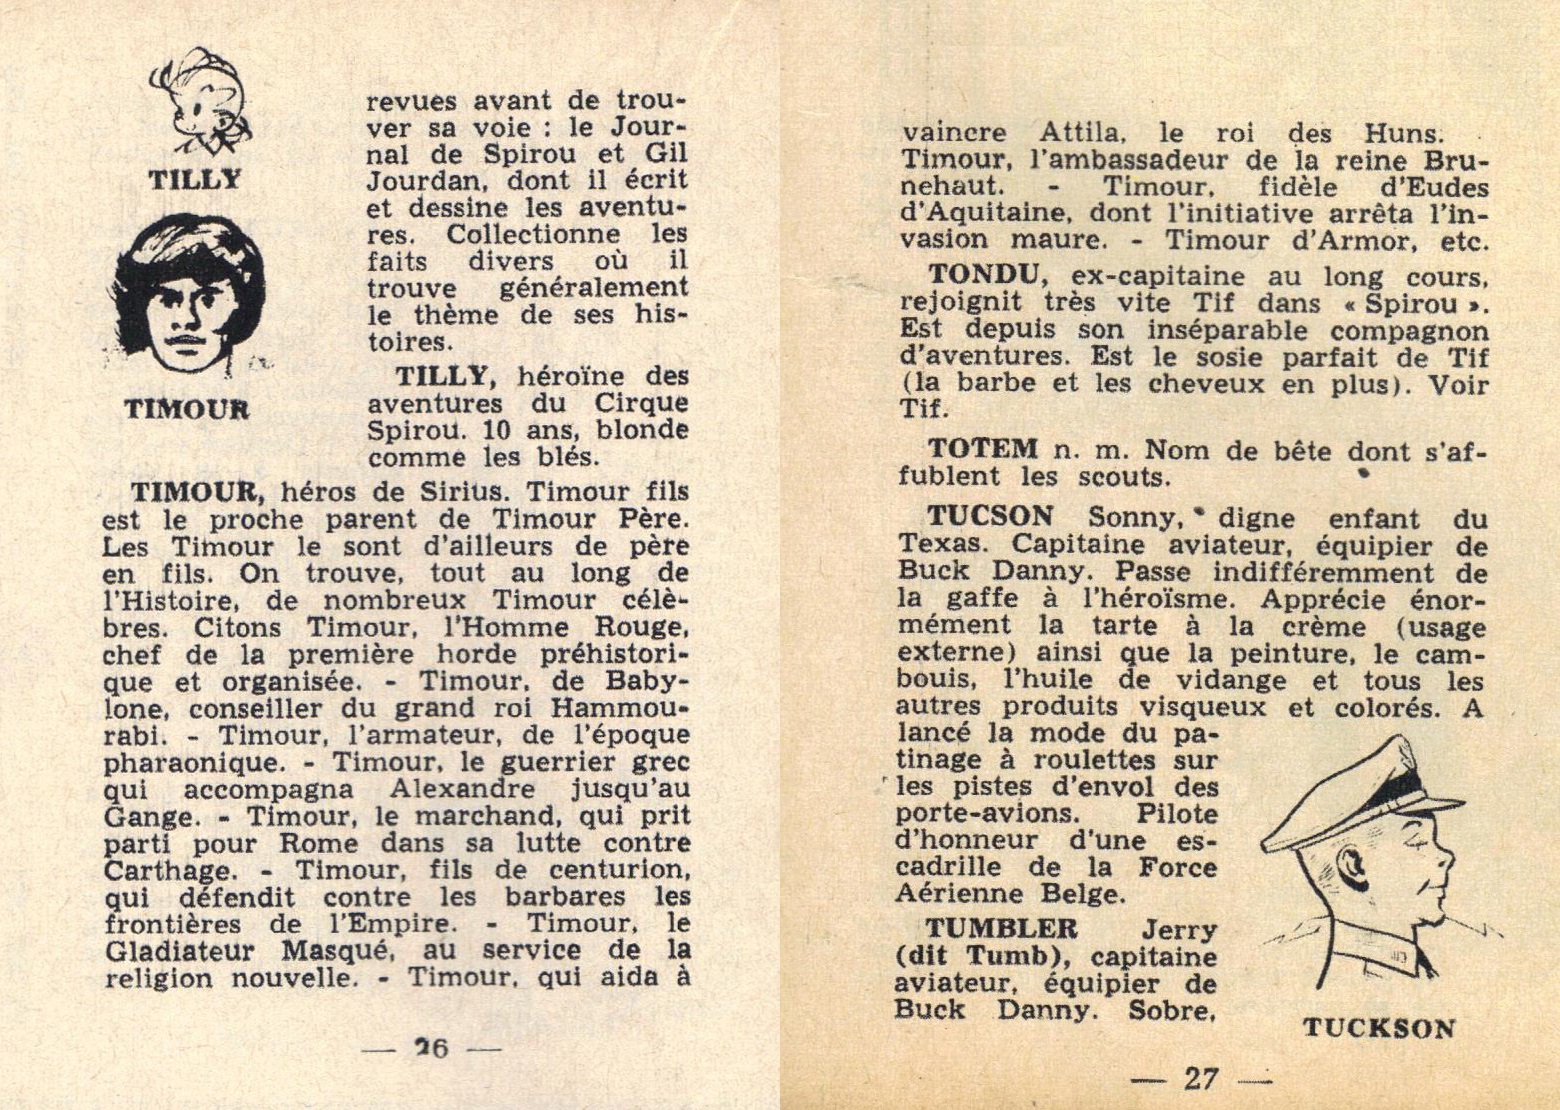 TILLY
TIMOUR
revues avant de trou-
ver sa voie : le Jour-
nal de Spirou et Gil
Jourdan, dont il écrit
et dessine les aventu-
res. Collectionne les
faits divers où il
trouve généralement
le thème de ses his-
toires.
TILLY, héroïne des
aventures du Cirque
Spirou. 10 ans, blonde
comme les blés.
TIMOUR, héros de Sirius. Timour fils
est le proche parent de Timour Père.
Les Timour le sont d'ailleurs de père
en fils. On trouve, tout au long de
l'Histoire, de nombreux Timour célè-
bres. Citons Timour, l'Homme Rouge,
chef de la première horde préhistori-
que et organisée. - Timour, de Baby-
lone, conseiller du grand roi Hammou-
rabi. - Timour, l'armateur, de l'époque
pharaonique. - Timour, le guerrier grec
qui accompagna Alexandre jusqu'au
Gange. - Timour, le marchand, qui prit
parti pour Rome dans sa lutte contre
Carthage. - Timour, fils de centurion,
qui défendit contre les barbares les
frontières de l'Empire. - Timour, le
Gladiateur Masqué, au service de la
religion nouvelle. - Timour, qui aida à
— 26 —
vaincre Attila, le roi des Huns. -
Timour, l'ambassadeur de la reine Bru-
nehaut. - Timour, fidèle d'Eudes
d'Aquitaine, dont l'initiative arrêta l'in-
vasion maure. - Timour d'Armor, etc.
TONDU, ex-capitaine au long cours,
rejoignit très vite Tif dans « Spirou ».
Est depuis son inséparable compagnon
d'aventures. Est le sosie parfait de Tif
(la barbe et les cheveux en plus). Voir
Tif.
TOTEM n. m. Nom de bête dont s'af-
fublent les scouts.
TUCSON Sonny, digne enfant du
Texas. Capitaine aviateur, équipier de
Buck Danny. Passe indifféremment de
la gaffe à l'héroïsme. Apprécie énor-
mément la tarte à la crème (usage
externe) ainsi que la peinture, le cam-
bouis, l'huile de vidange et tous les
autres produits visqueux et colorés. A
lancé la mode du pa-
tinage à roulettes sur
les pistes d'envol des
porte-avions. Pilote
d'honneur d'une es-
cadrille de la Force
Aérienne Belge.
TUMBLER Jerry
(dit Tumb), capitaine
aviateur, équipier de
Buck Danny. Sobre,
TUCKSON
— 27 —